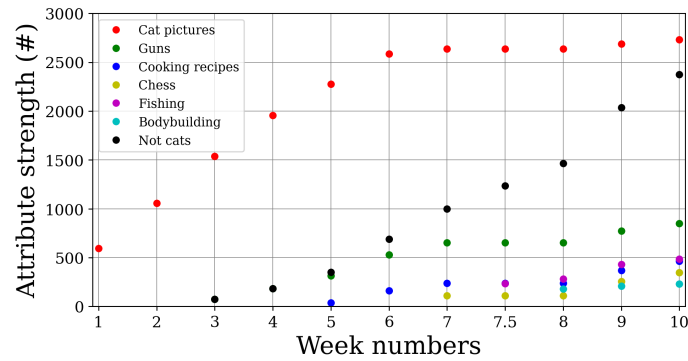 3000
2500
2000
1500
1000
500
0
Attribute strength (#)
Cat pictures
Guns
Cooking recipes
Chess
Fishing
Bodybuilding
Not cats
1 2 3 4 5 6 7 7.5 8 9 10
Week numbers